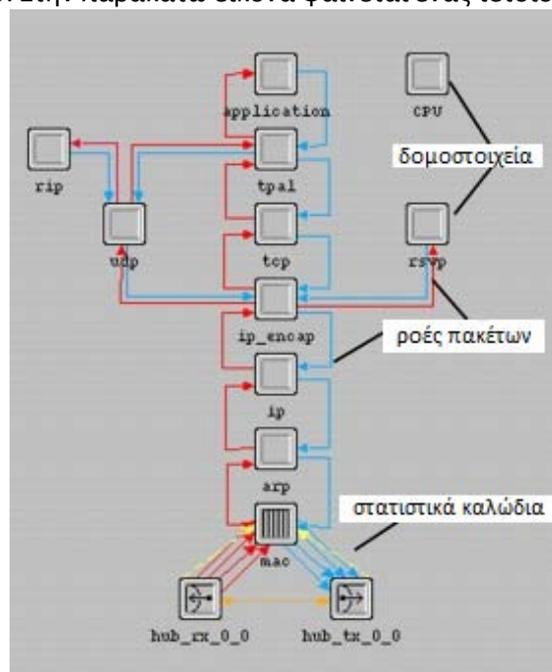 application
CPU
δομοστοιχεία
rip
tpal
udp
tcp
rsvp
ip_encap
ροές πακέτων
ip
arp
στατιστικά καλώδια
mac
hub_rx_0_0
hub_tx_0_0